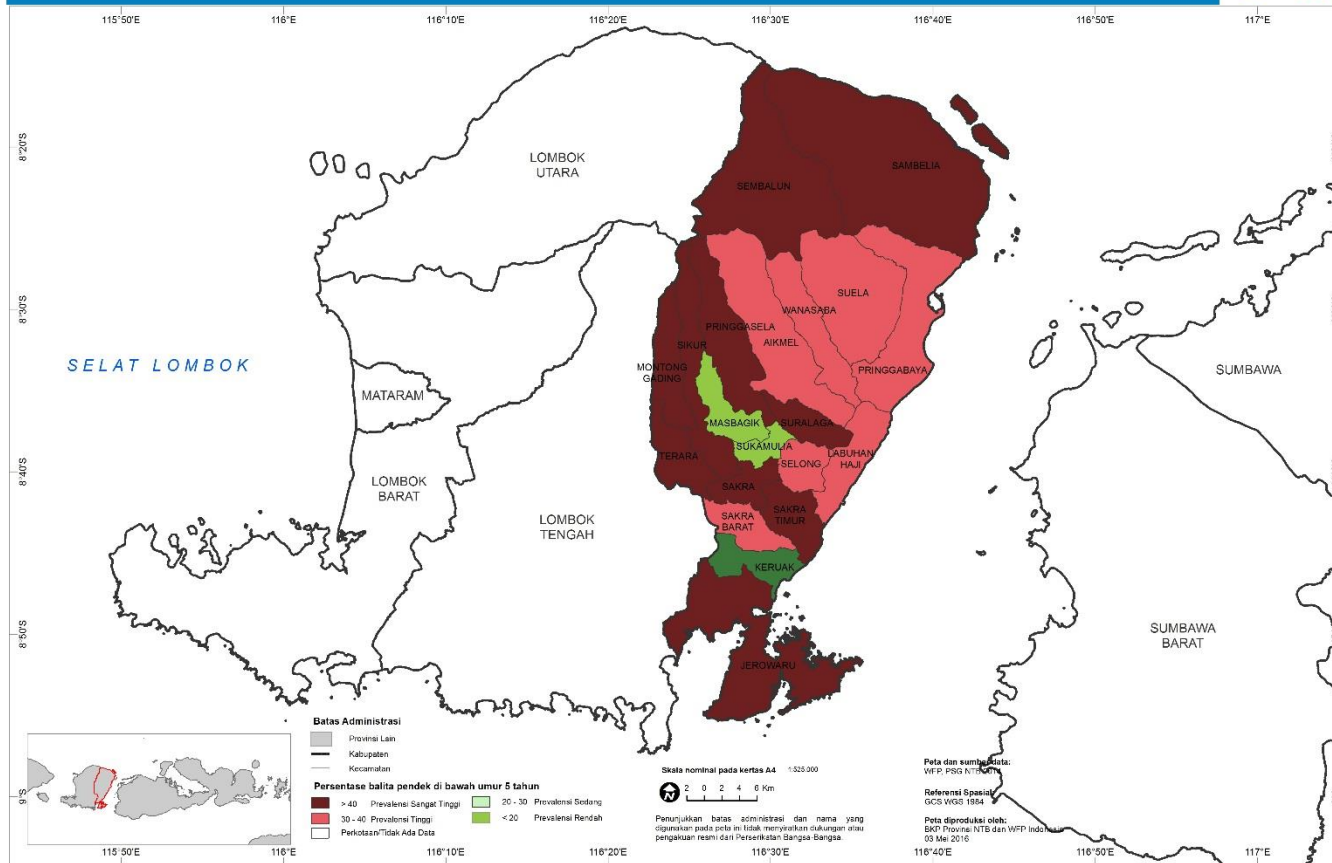 115°50'E
116°E
116°10'E
116°20'E
116°30'E
116°40'E
116°50'E
117°E
8°20'S
8°30'S
8°40'S
8°50'S
9°S
LOMBOK
UTARA
SEMBALUN
SAMBELIA
SUELA
WANASABA
PRINGGASELA
AIKMEL
SIKUR
MONTONG
GADING
PRINGGABAYA
SELAT LOMBOK
MATARAM
SUMBAWA
MASBAGIK
SURALAGA
SUKAMULIA
TERARA
SELONG
LABUHAN
HAJI
LOMBOK
BARAT
SAKRA
SAKRA
TIMUR
SAKRA
BARAT
LOMBOK
TENGAH
KERUAK
SUMBAWA
BARAT
JEROWARU
Batas Administrasi
Provinsi Lain
Kabupaten
Kecamatan
Persentase balita pendek di bawah umur 5 tahun
> 40 Prevalensi Sangat Tinggi
30 - 40 Prevalensi Tinggi
Perkotaan/Tidak Ada Data
20 - 30 Prevalensi Sedang
< 20 Prevalensi Rendah
Skala nominal pada kertas A4 1:525.000
N
2 0 2 4 6 Km
Penunjukkan batas administrasi dan nama yang
digunakan pada peta ini tidak menyiratkan dukungan atau
pengakuan resmi dari Perserikatan Bangsa-Bangsa.
Peta dan sumber data:
WFP, PSG NTB
Referensi Spasial:
GCS WGS 1984
Peta diproduksi oleh:
BKP Provinsi NTB dan WFP Indonesia
03 Mei 2016
115°50'E
116°E
116°10'E
116°20'E
116°30'E
116°40'E
116°50'E
117°E